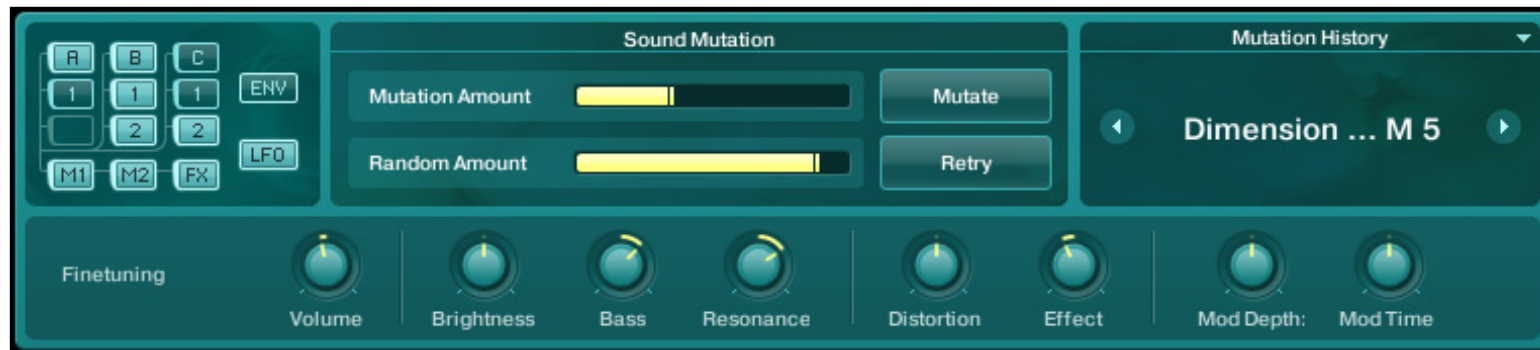 A B C
1 1 1 ENV
2 2
LFO
M1 M2 FX
Sound Mutation
Mutation Amount
Mutate
Random Amount
Retry
Mutation History
Dimension ... M 5
Finetuning
Volume
Brightness
Bass
Resonance
Distortion
Effect
Mod Depth:
Mod Time